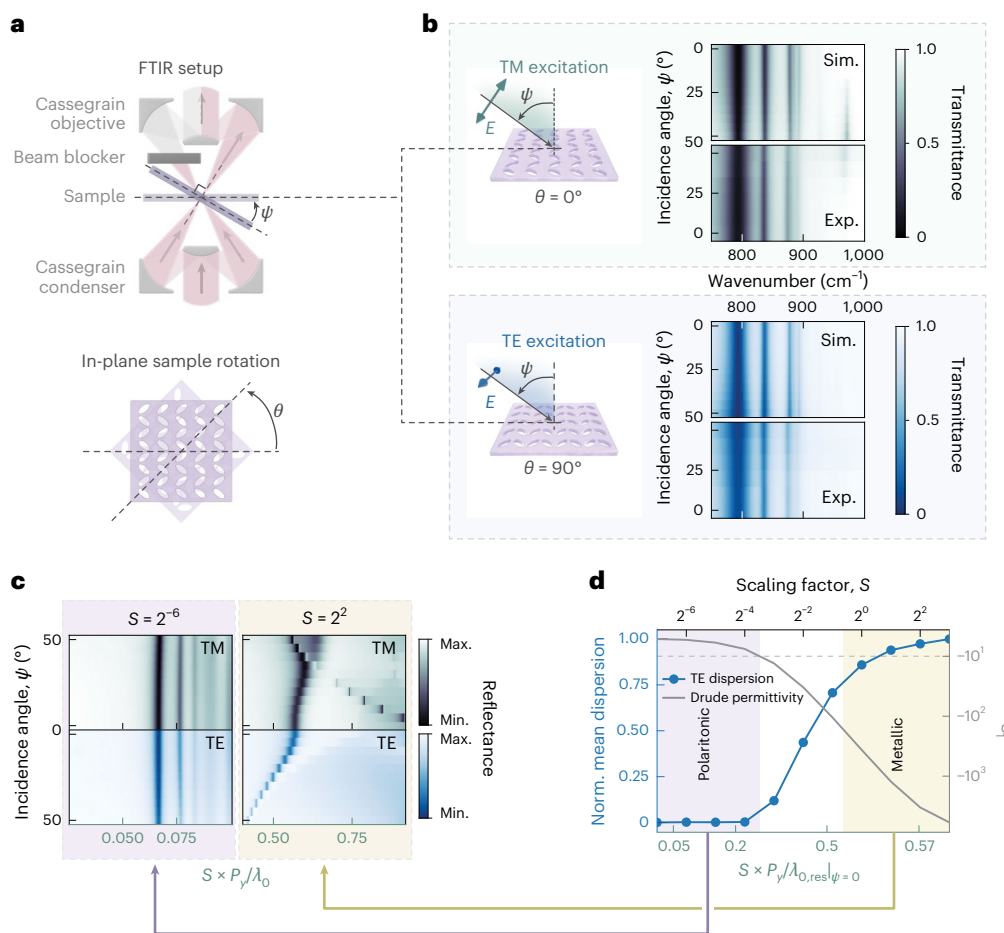 a
FTIR setup
Cassegrain
objective
Beam blocker
Sample
ψ
Cassegrain
condenser
In-plane sample rotation
θ
b
TM excitation
ψ
E
θ = 0°
Incidence angle, ψ (°)
0
25
50
25
0
Sim.
Exp.
800
900
1,000
Wavenumber (cm⁻¹)
1.0
0.5
0
Transmittance
TE excitation
ψ
E
θ = 90°
800
900
1,000
Incidence angle, ψ (°)
0
25
50
25
0
Sim.
Exp.
1.0
0.5
0
Transmittance
c
S = 2⁻⁶
S = 2²
Incidence angle, ψ (°)
50
0
50
TM
TE
TM
TE
0.050
0.075
0.50
0.75
S × P_y/λ₀
Max.
Min.
Max.
Min.
Reflectance
d
Scaling factor, S
2⁻⁶
2⁻⁴
2⁻²
2⁰
2²
Norm. mean dispersion
1.00
0.75
0.50
0.25
0
TE dispersion
Drude permittivity
Polaritonic
Metallic
−10¹
−10²
−10³
0.05
0.2
0.5
0.57
S × P_y/λ₀,res|ψ = 0